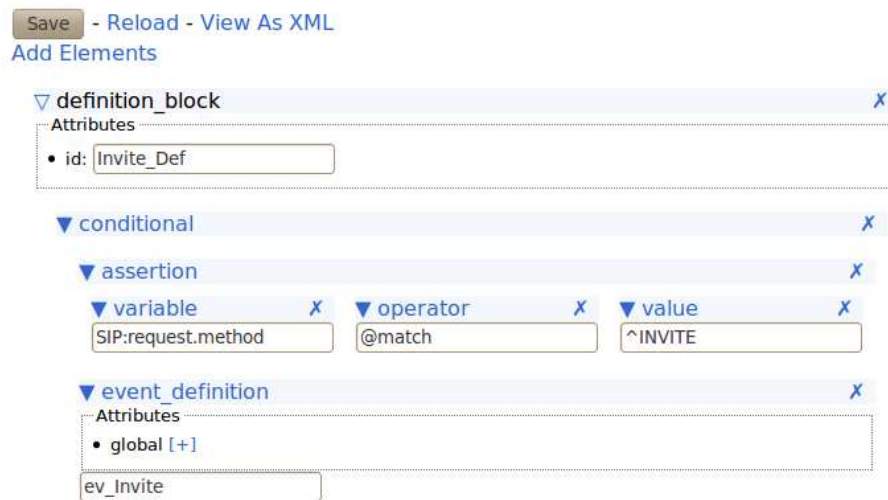 Save - Reload - View As XML
Add Elements
▽ definition_block ✗
Attributes
• id: Invite_Def
▼ conditional ✗
▼ assertion ✗
▼ variable ✗ ▼ operator ✗ ▼ value ✗
SIP:request.method @match ^INVITE
▼ event_definition ✗
Attributes
• global [+]
ev_Invite